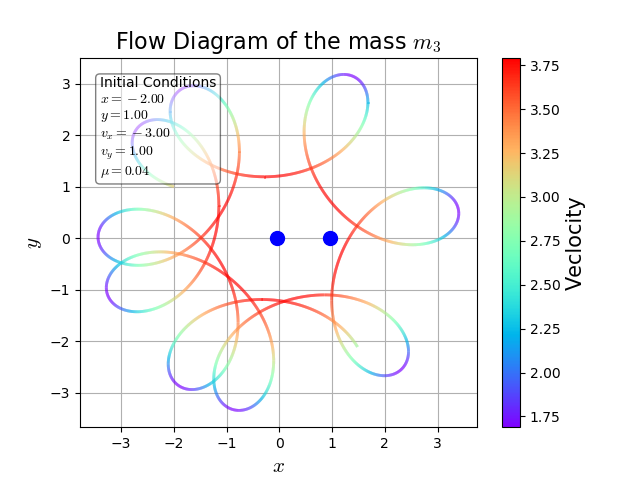 Flow Diagram of the mass m₃
Initial Conditions
x = −2.00
y = 1.00
vₓ = −3.00
v_y = 1.00
μ = 0.04
3
2
1
0
−1
−2
−3
y
−3
−2
−1
0
1
2
3
x
3.75
3.50
3.25
3.00
2.75
2.50
2.25
2.00
1.75
Veclocity